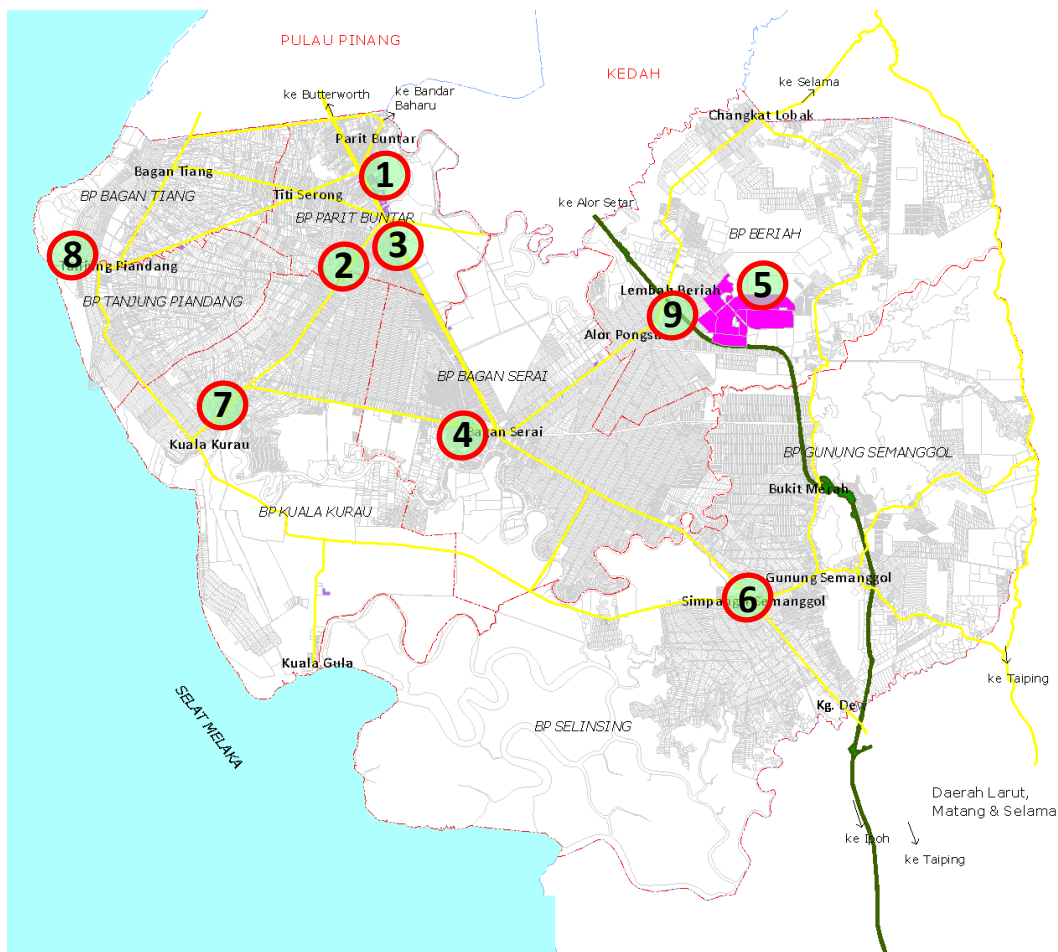 PULAU PINANG
KEDAH
ke Selama
ke Butterworth
ke Bandar
Baharu
Changkat Lobak
Parit Buntar
Bagan Tiang
1
Titi Serong
BP BAGAN TIANG
ke Alor Setar
BP PARIT BUNTAR
BP BERIAH
3
8
2
Tanjung Piandang
5
Lembah Beriah
BP TANJUNG PIANDANG
9
Alor Pongsu
BP BAGAN SERAI
7
4
Bagan Serai
Kuala Kurau
BP GUNUNG SEMANGGOL
Bukit Merah
BP KUALA KURAU
Gunung Semanggol
6
Simpang Semanggol
Kuala Gula
ke Taiping
SELAT MELAKA
Kg. De
BP SELINSING
Daerah Larut,
Matang & Selama
ke Ipoh
ke Taiping